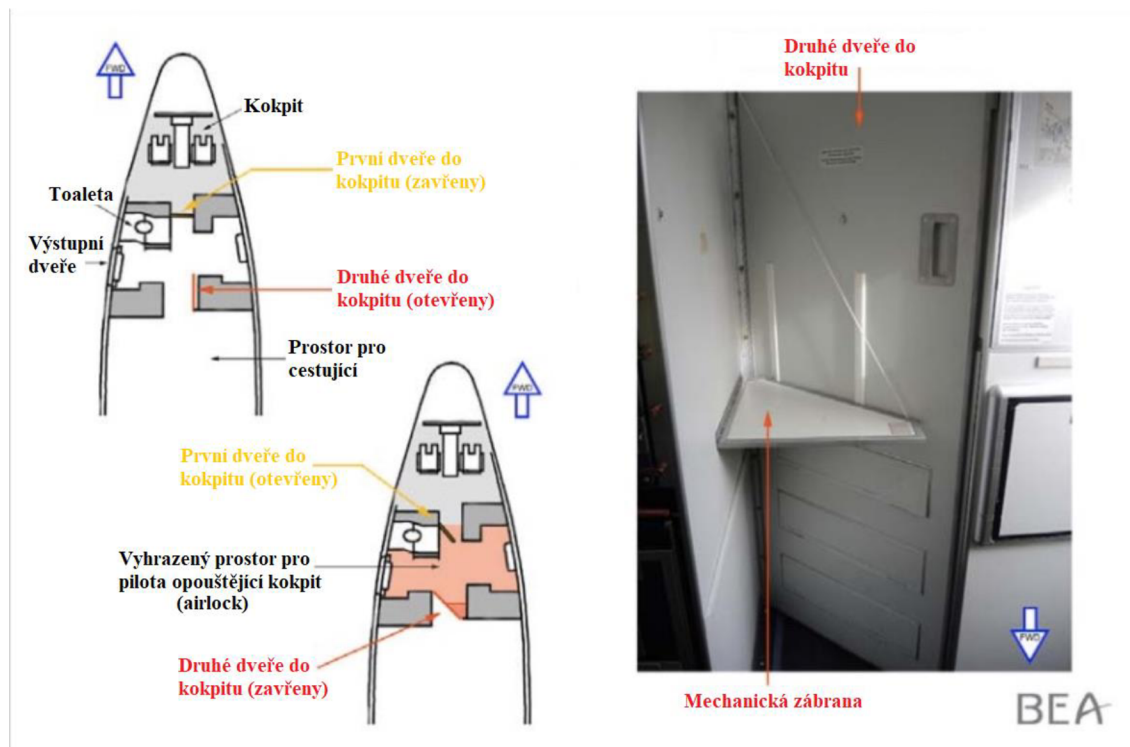 FWD
Kokpit
První dveře do
kokpitu (zavřeny)
Toaleta
Výstupní
dveře
Druhé dveře do
kokpitu (otevřeny)
Prostor pro
cestující
FWD
První dveře do
kokpitu (otevřeny)
Vyhrazený prostor pro
pilota opouštějící kokpit
(airlock)
Druhé dveře do
kokpitu (zavřeny)
Druhé dveře do
kokpitu
FWD
Mechanická zábrana
BEA